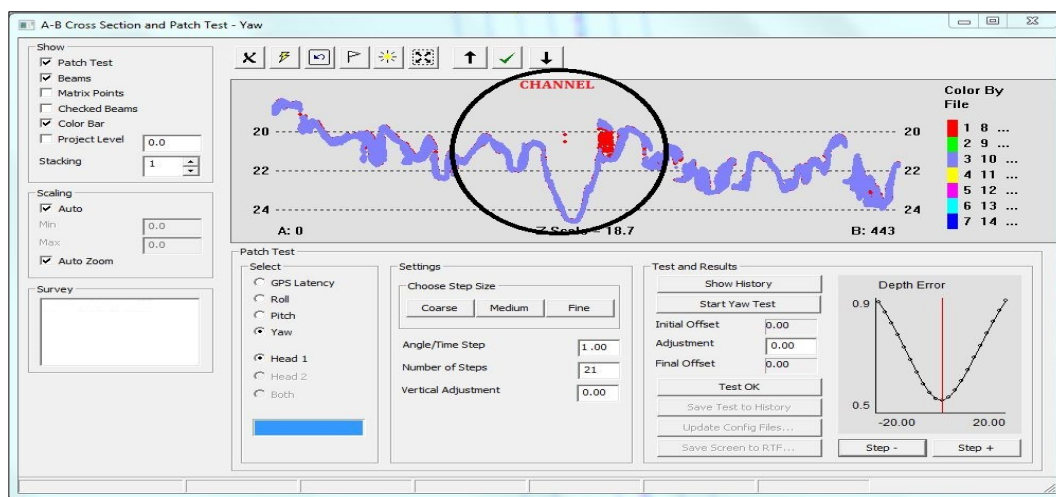 A-B Cross Section and Patch Test - Yaw
Show
Patch Test
Beams
Matrix Points
Checked Beams
Color Bar
Project Level 0.0
Stacking 1
Scaling
Auto
Min 0.0
Max 0.0
Auto Zoom
Survey
CHANNEL
20
22
24
20
22
24
A: 0
Z Scale = 18.7
B: 443
Color By
File
1 8 ...
2 9 ...
3 10 ...
4 11 ...
5 12 ...
6 13 ...
7 14 ...
Patch Test
Select
GPS Latency
Roll
Pitch
Yaw
Head 1
Head 2
Both
Settings
Choose Step Size
Coarse Medium Fine
Angle/Time Step 1.00
Number of Steps 21
Vertical Adjustment 0.00
Test and Results
Show History
Start Yaw Test
Initial Offset 0.00
Adjustment 0.00
Final Offset 0.00
Test OK
Save Test to History
Update Config Files...
Save Screen to RTF...
Depth Error
0.9
0.5
-20.00 20.00
Step - Step +